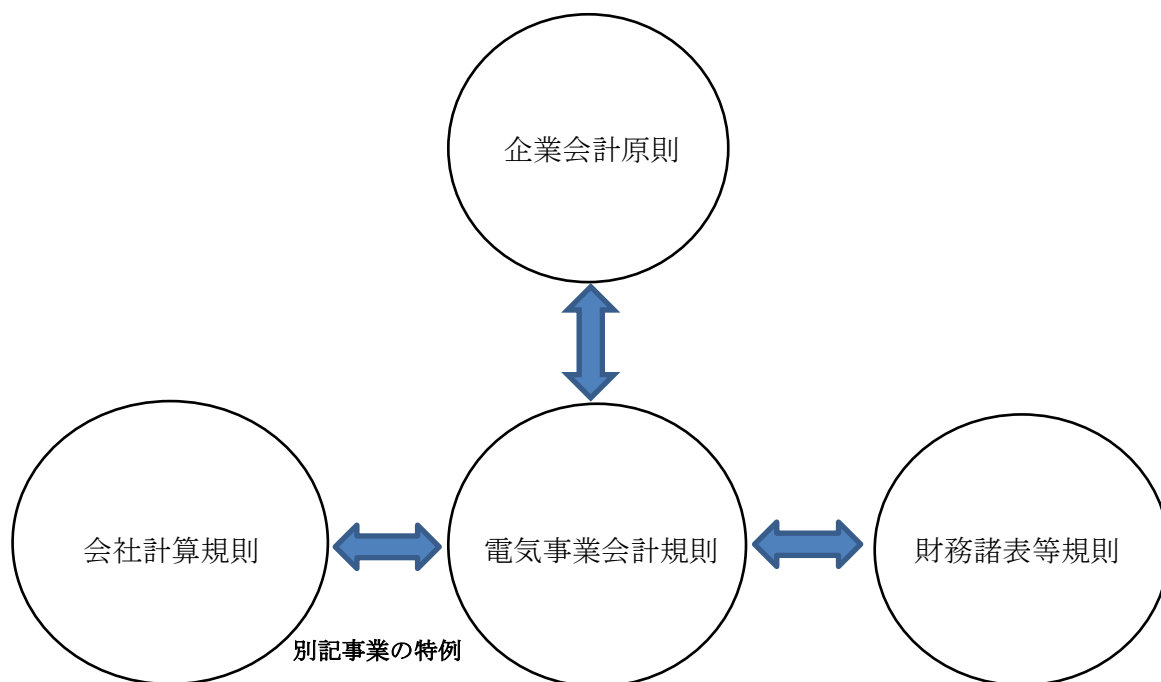 企業会計原則
会社計算規則
電気事業会計規則
財務諸表等規則
別記事業の特例